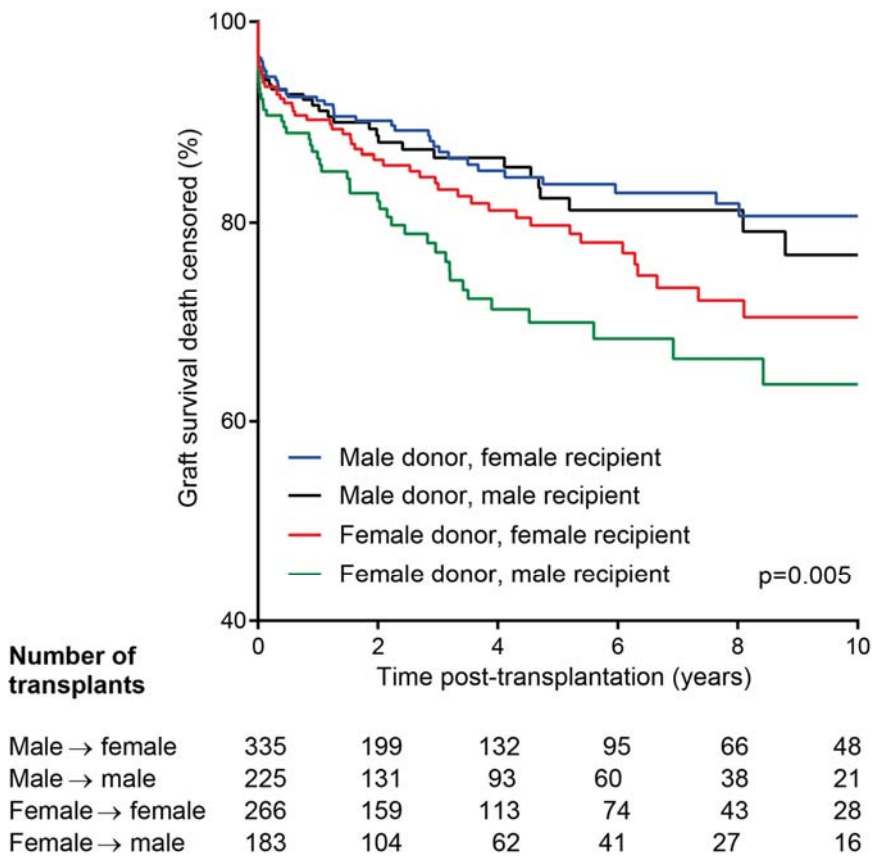 100
80
60
40
Graft survival death censored (%)
Male donor, female recipient
Male donor, male recipient
Female donor, female recipient
Female donor, male recipient
p=0.005
0 2 4 6 8 10
Time post-transplantation (years)
Number of
transplants
Male → female 335 199 132 95 66 48
Male → male 225 131 93 60 38 21
Female → female 266 159 113 74 43 28
Female → male 183 104 62 41 27 16